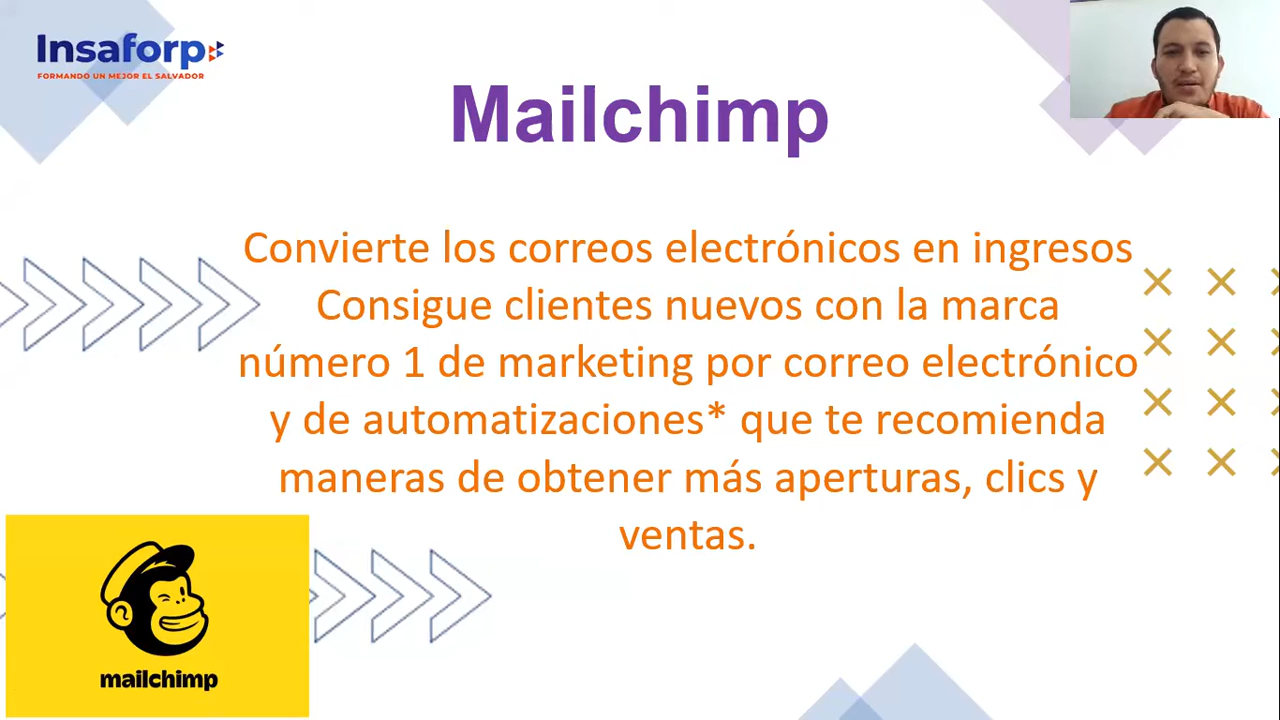 Insaforp
FORMANDO UN MEJOR EL SALVADOR
Mailchimp
Convierte los correos electrónicos en ingresos
Consigue clientes nuevos con la marca
número 1 de marketing por correo electrónico
y de automatizaciones* que te recomienda
maneras de obtener más aperturas, clics y
ventas.
mailchimp